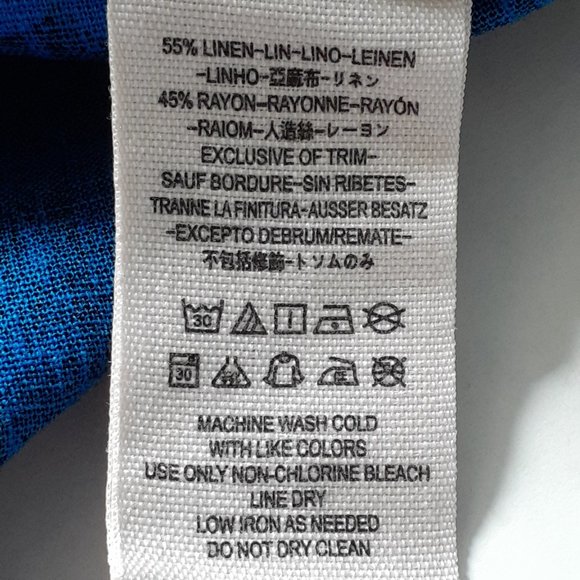 55% LINEN-LIN-LINO-LEINEN
-LINHO-亞麻布-リネン
45% RAYON-RAYONNE-RAYÓN
-RAIOM-人造絲-レーヨン
EXCLUSIVE OF TRIM-
SAUF BORDURE-SIN RIBETES-
TRANNE LA FINITURA-AUSSER BESATZ
-EXCEPTO DEBRUM/REMATE-
不包括修飾-トソムのみ
30
30
MACHINE WASH COLD
WITH LIKE COLORS
USE ONLY NON-CHLORINE BLEACH
LINE DRY
LOW IRON AS NEEDED
DO NOT DRY CLEAN